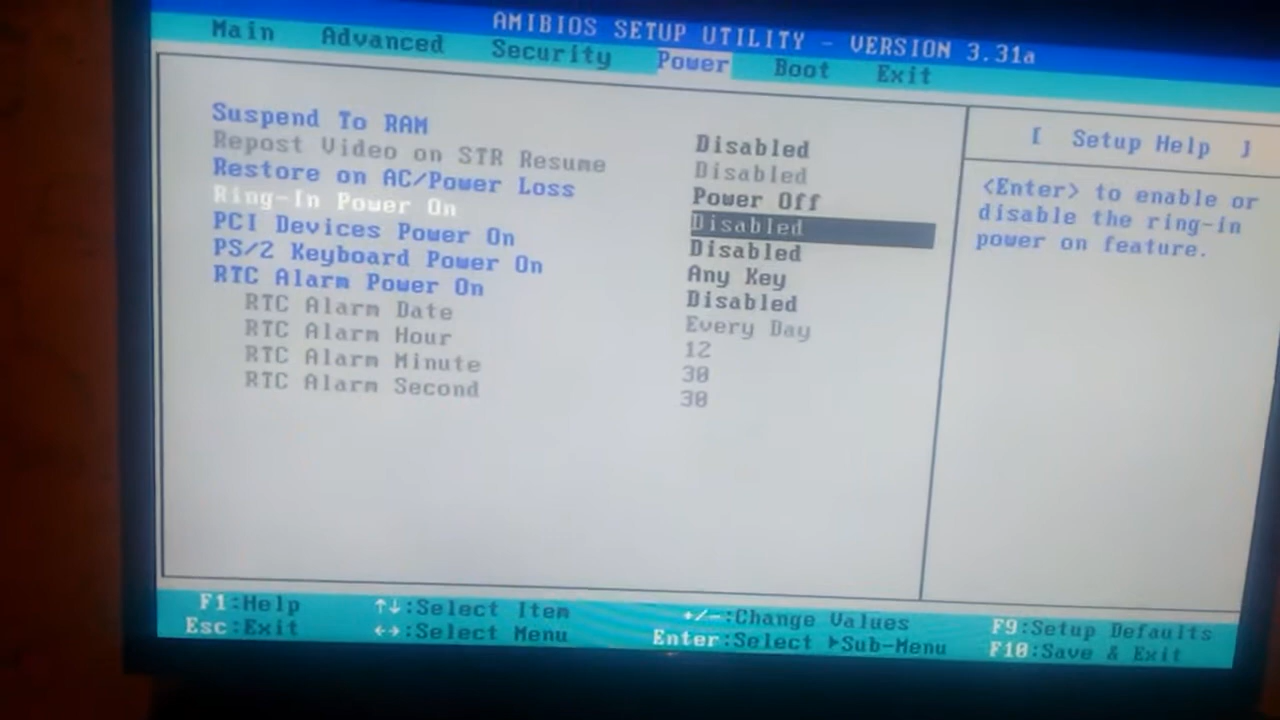 AMIBIOS SETUP UTILITY - VERSION 3.31a
Main Advanced Security Power Boot Exit
Suspend To RAM Disabled
Repost Video on STR Resume Disabled
Restore on AC/Power Loss Power Off
Ring-In Power On Disabled
PCI Devices Power On Disabled
PS/2 Keyboard Power On Any Key
RTC Alarm Power On Disabled
RTC Alarm Date Every Day
RTC Alarm Hour 12
RTC Alarm Minute 30
RTC Alarm Second 30
[ Setup Help ]
<Enter> to enable or
disable the ring-in
power on feature.
F1:Help ↑↓:Select Item +/-:Change Values F9:Setup Defaults
Esc:Exit ←→:Select Menu Enter:Select ▶Sub-Menu F10:Save & Exit